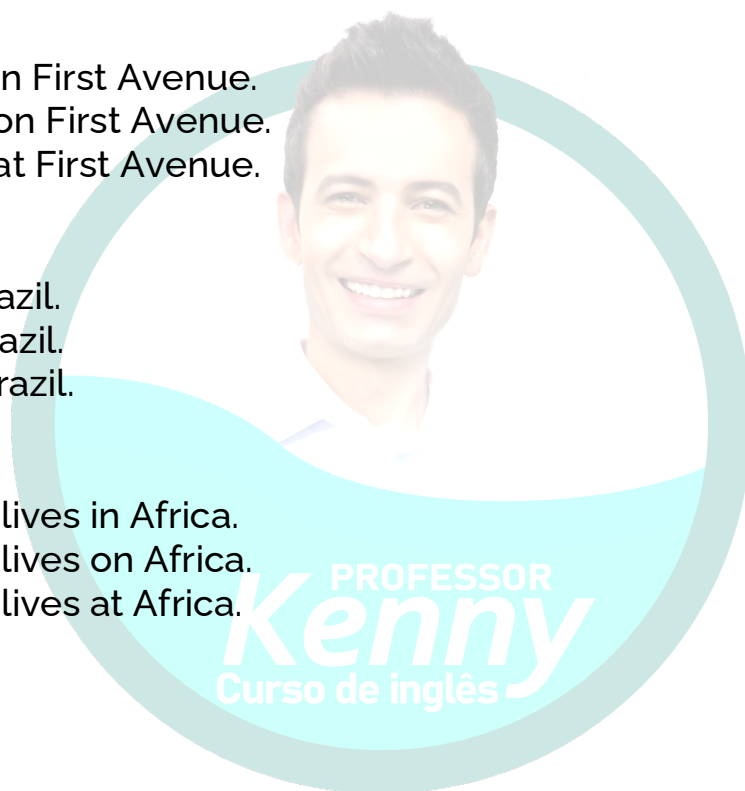 n First Avenue.
on First Avenue.
at First Avenue.
azil.
azil.
razil.
lives in Africa.
lives on Africa.
lives at Africa.
PROFESSOR
Kenny
Curso de inglês